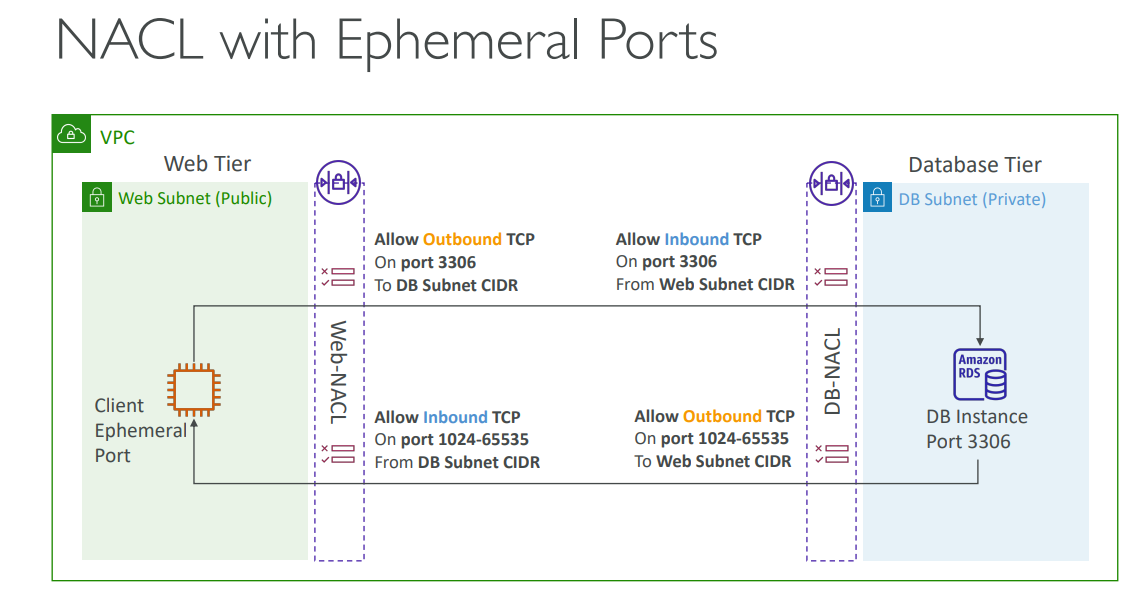 NACL with Ephemeral Ports
VPC
Web Tier
Database Tier
Web Subnet (Public)
DB Subnet (Private)
Allow Outbound TCP
On port 3306
To DB Subnet CIDR
Allow Inbound TCP
On port 3306
From Web Subnet CIDR
Web-NACL
DB-NACL
Amazon
RDS
Client
Ephemeral
Port
Allow Inbound TCP
On port 1024-65535
From DB Subnet CIDR
Allow Outbound TCP
On port 1024-65535
To Web Subnet CIDR
DB Instance
Port 3306